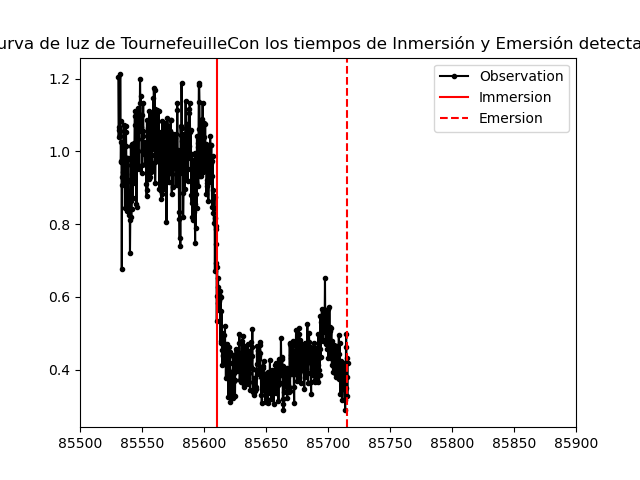 urva de luz de TournefeuilleCon los tiempos de Inmersión y Emersión detecta
Observation
Immersion
Emersion
1.2
1.0
0.8
0.6
0.4
85500 85550 85600 85650 85700 85750 85800 85850 85900